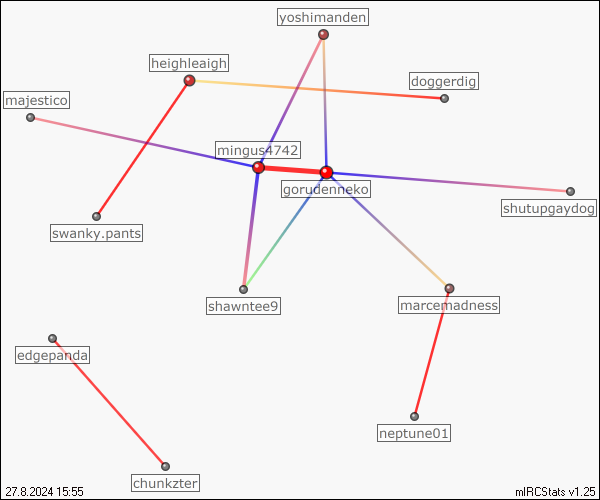 yoshimanden
heighleaigh
doggerdig
majestico
mingus4742
gorudenneko
shutupgaydog
swanky.pants
shawntee9
marcemadness
edgepanda
neptune01
chunkzter
27.8.2024 15:55
mIRCStats v1.25